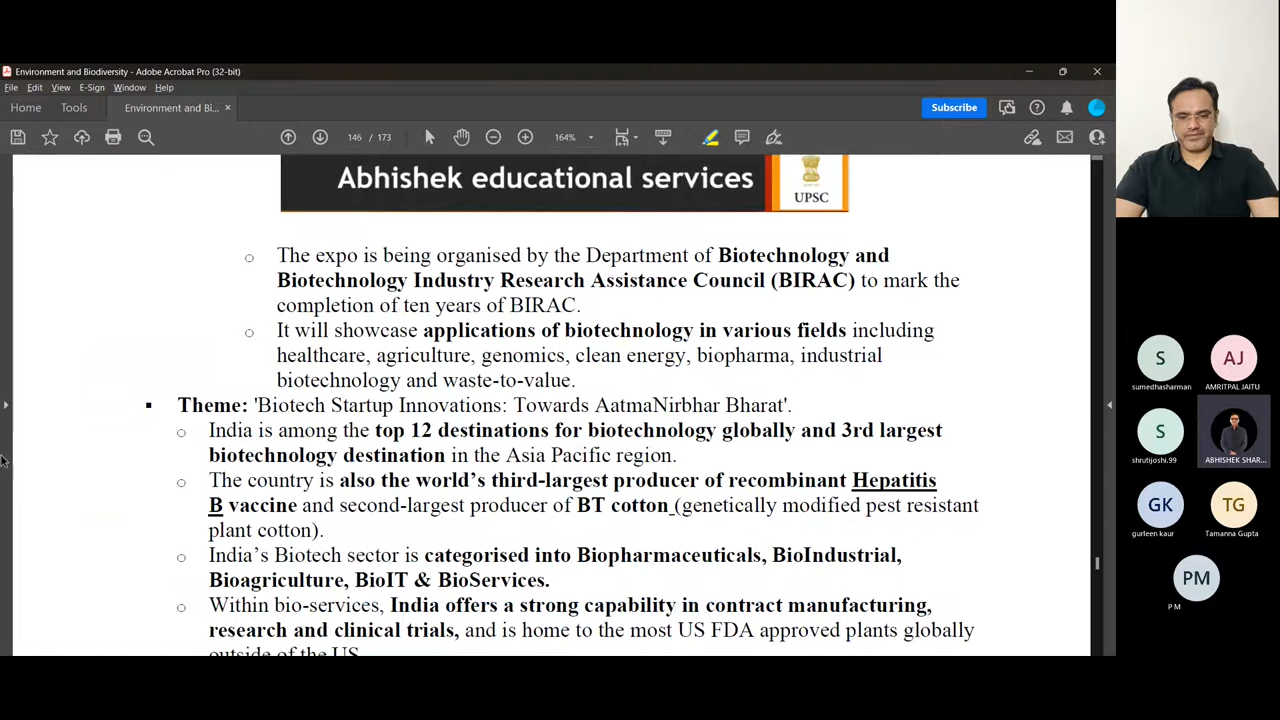 Environment and Biodiversity - Adobe Acrobat Pro (32-bit)
File Edit View E-Sign Window Help
Home Tools Environment and Bi... × Subscribe
146 / 173 164%
Abhishek educational services
UPSC
The expo is being organised by the Department of Biotechnology and
Biotechnology Industry Research Assistance Council (BIRAC) to mark the
completion of ten years of BIRAC.
It will showcase applications of biotechnology in various fields including
healthcare, agriculture, genomics, clean energy, biopharma, industrial
biotechnology and waste-to-value.
Theme: 'Biotech Startup Innovations: Towards AatmaNirbhar Bharat'.
India is among the top 12 destinations for biotechnology globally and 3rd largest
biotechnology destination in the Asia Pacific region.
The country is also the world’s third-largest producer of recombinant Hepatitis
B vaccine and second-largest producer of BT cotton (genetically modified pest resistant
plant cotton).
India’s Biotech sector is categorised into Biopharmaceuticals, BioIndustrial,
Bioagriculture, BioIT & BioServices.
Within bio-services, India offers a strong capability in contract manufacturing,
research and clinical trials, and is home to the most US FDA approved plants globally
outside of the US.
S AJ
sumedhasharman AMRITPAL JAITU
S
shrutijoshi.99 ABHISHEK SHAR...
GK TG
gurleen kaur Tamanna Gupta
PM
P M